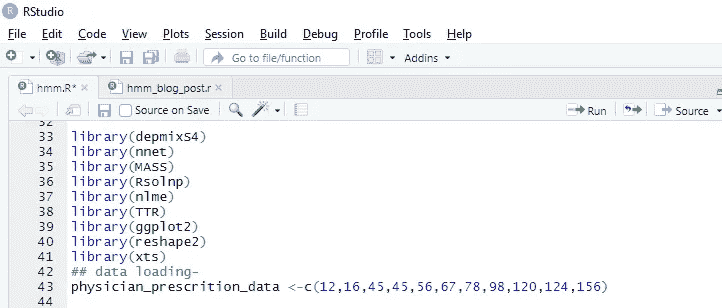 RStudio
File Edit Code View Plots Session Build Debug Profile Tools Help
Go to file/function Addins
hmm.R* hmm_blog_post.r
Source on Save Run Source
32
33 library(depmixS4)
34 library(nnet)
35 library(MASS)
36 library(Rsolnp)
37 library(nlme)
38 library(TTR)
39 library(ggplot2)
40 library(reshape2)
41 library(xts)
42 ## data loading-
43 physician_prescrition_data <-c(12,16,45,45,56,67,78,98,120,124,156)
44